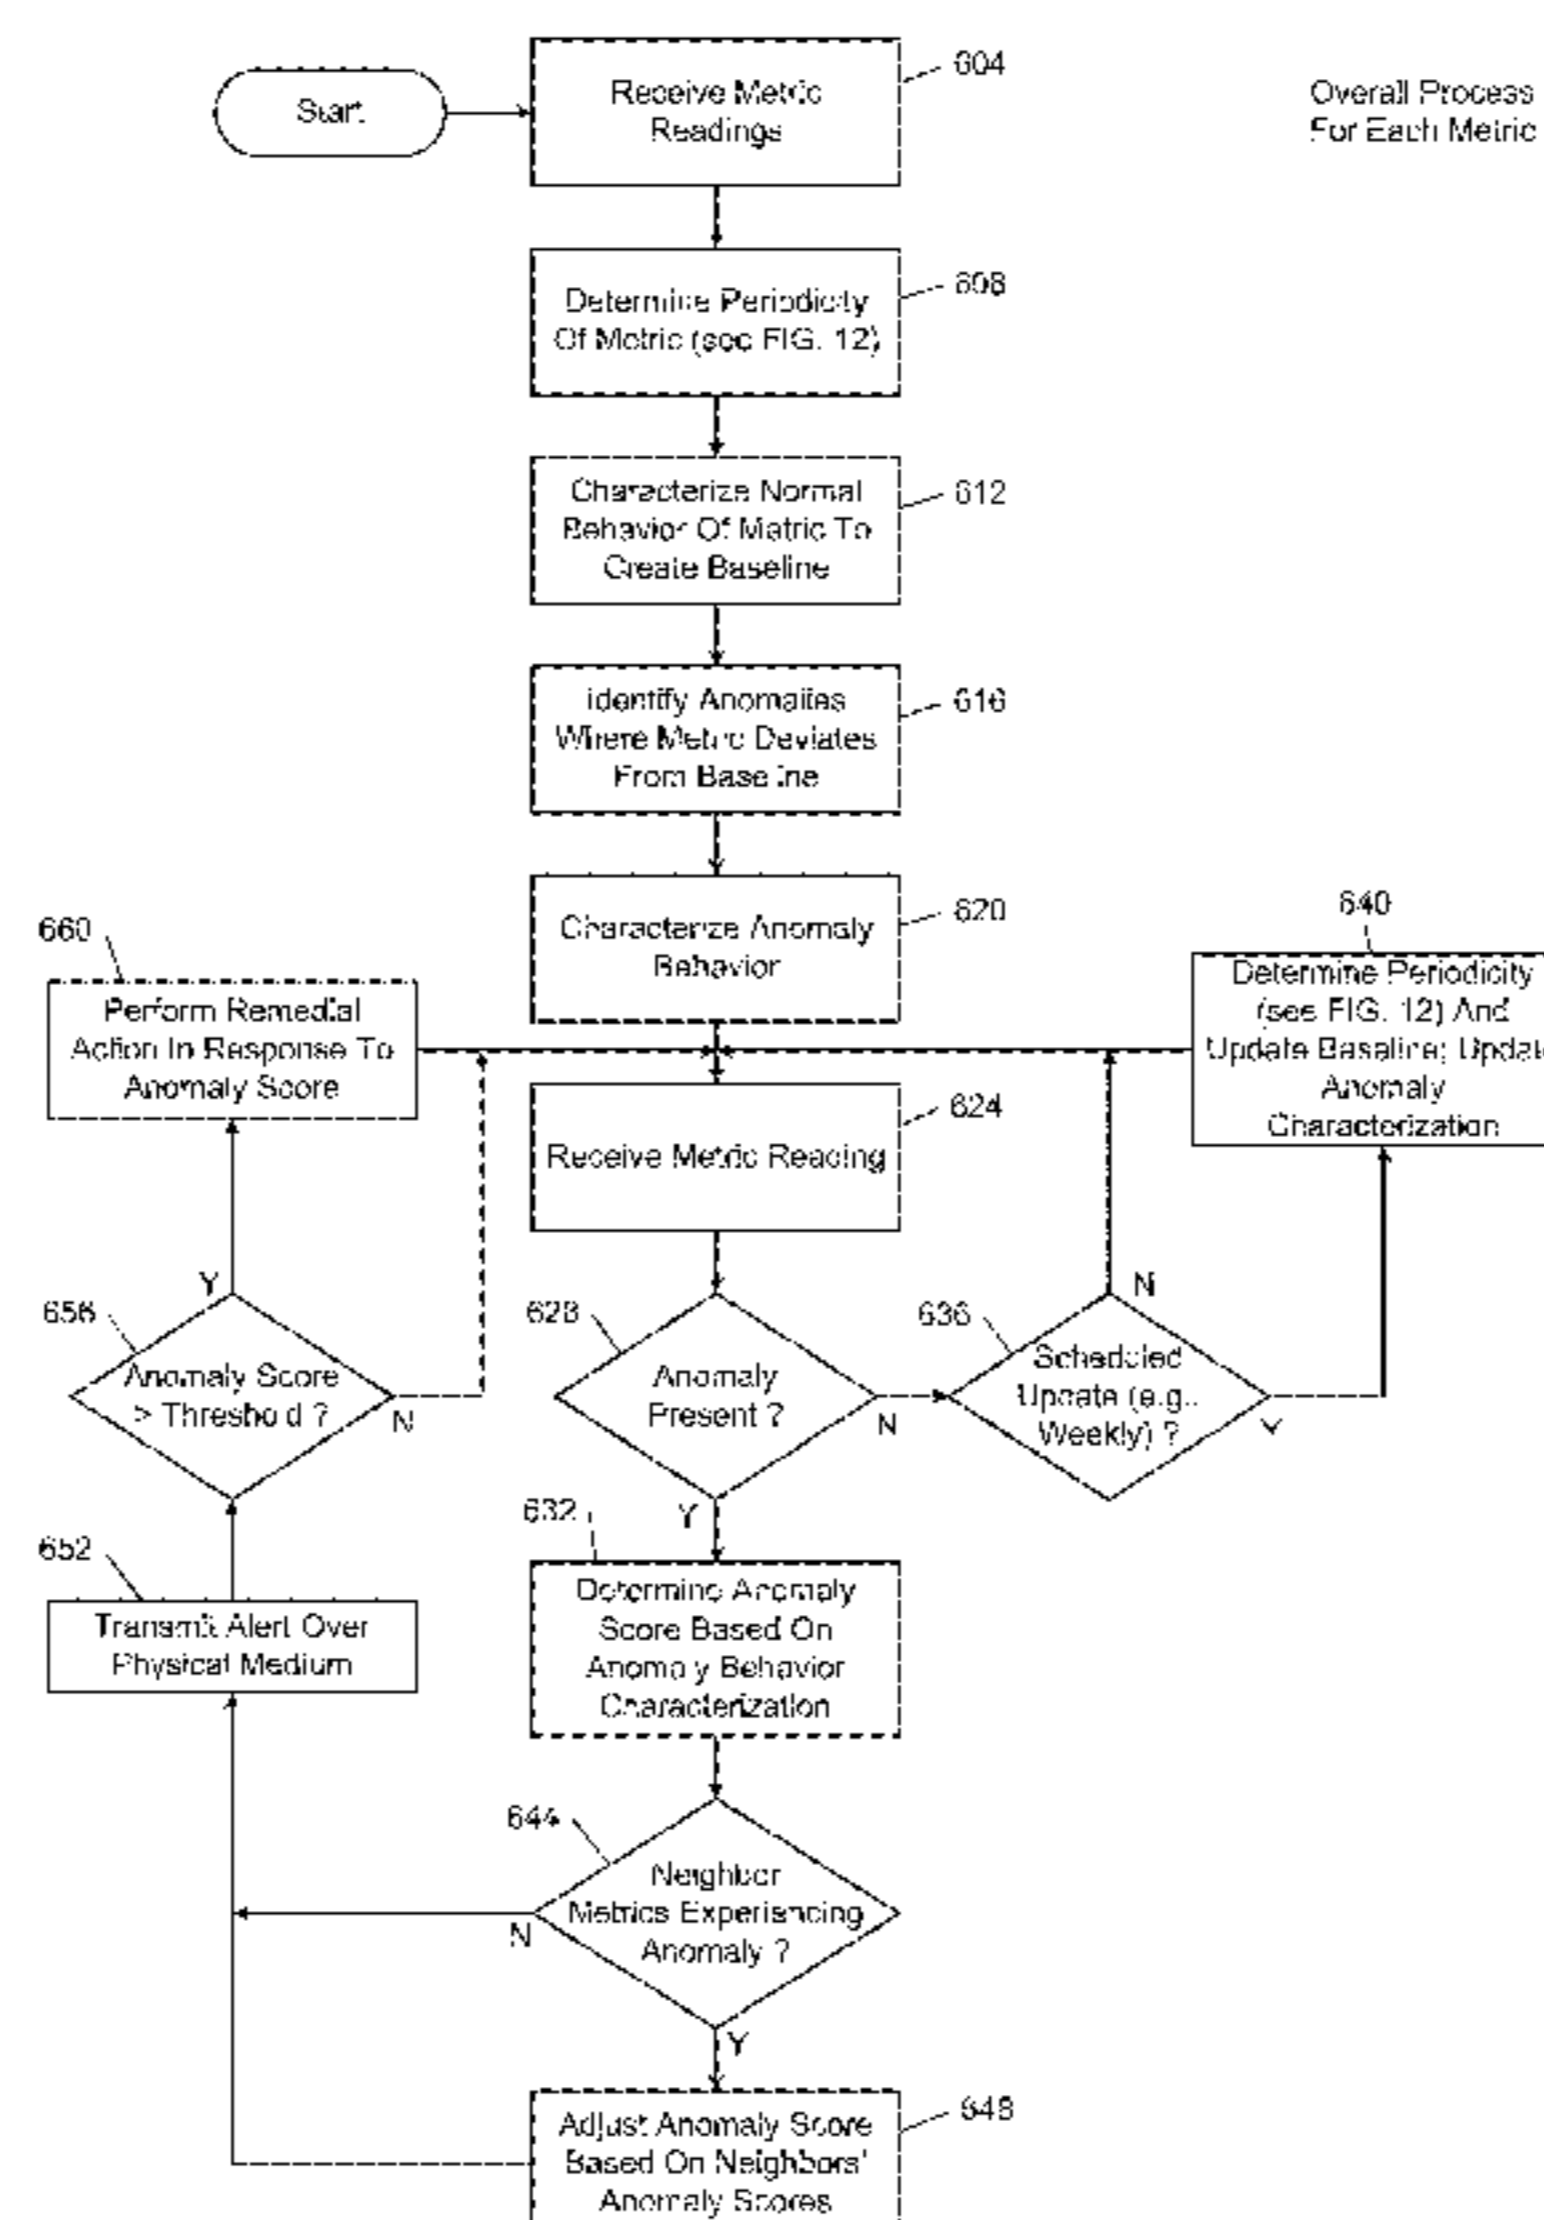 Start
Receive Metric
Readings
604
Overall Process
For Each Metric
Determine Periodicity
Of Metric (see FIG. 12)
608
Characterize Normal
Behavior Of Metric To
Create Baseline
612
Identify Anomalies
Where Metric Deviates
From Baseline
616
Characterize Anomaly
Behavior
620
660
Perform Remedial
Action In Response To
Anomaly Score
640
Determine Periodicity
(see FIG. 12) And
Update Baseline; Update
Anomaly
Characterization
Receive Metric Reading
624
Y
656
Anomaly Score
> Threshold ?
N
628
Anomaly
Present ?
N
Y
636
Scheduled
Update (e.g.,
Weekly) ?
N
Y
632
Determine Anomaly
Score Based On
Anomaly Behavior
Characterization
652
Transmit Alert Over
Physical Medium
644
Neighbor
Metrics Experiencing
Anomaly ?
N
Y
Adjust Anomaly Score
Based On Neighbors'
Anomaly Scores
648